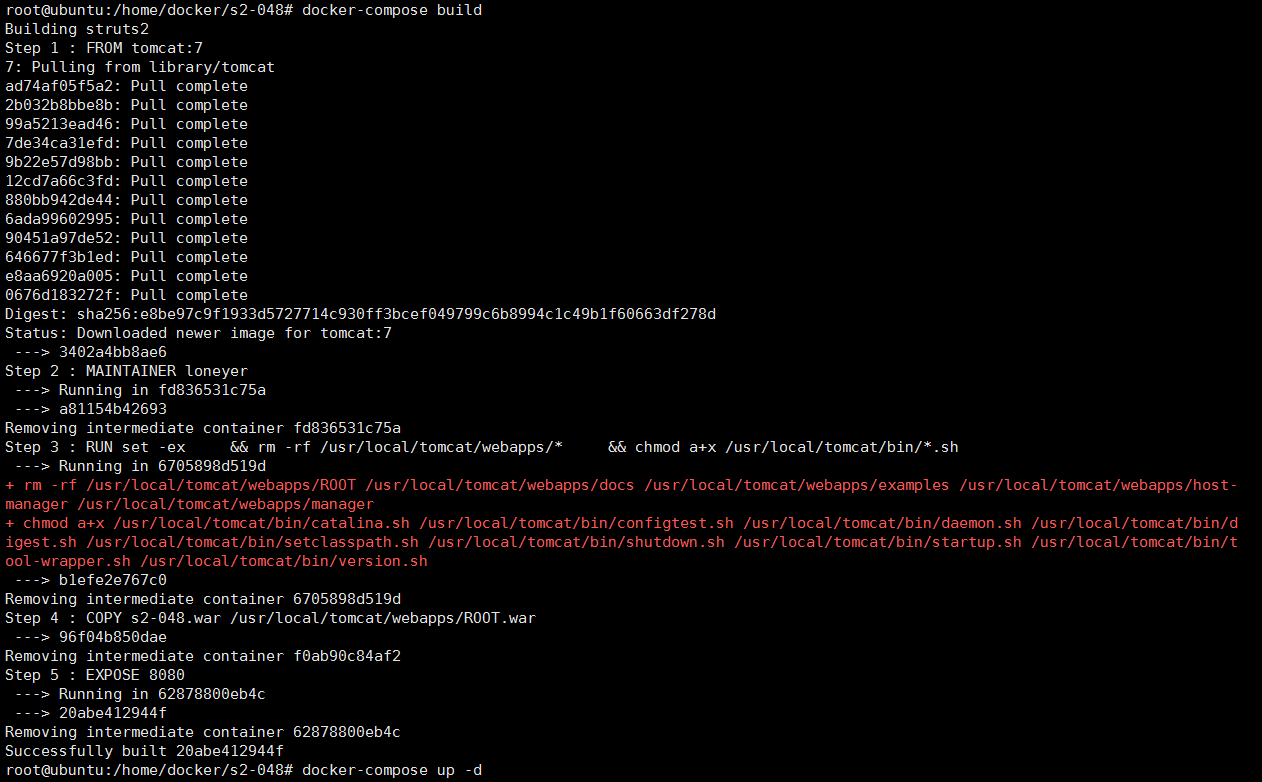 root@ubuntu:/home/docker/s2-048# docker-compose build
Building struts2
Step 1 : FROM tomcat:7
7: Pulling from library/tomcat
ad74af05f5a2: Pull complete
2b032b8bbe8b: Pull complete
99a5213ead46: Pull complete
7de34ca31efd: Pull complete
9b22e57d98bb: Pull complete
12cd7a66c3fd: Pull complete
880bb942de44: Pull complete
6ada99602995: Pull complete
90451a97de52: Pull complete
646677f3b1ed: Pull complete
e8aa6920a005: Pull complete
0676d183272f: Pull complete
Digest: sha256:e8be97c9f1933d5727714c930ff3bcef049799c6b8994c1c49b1f60663df278d
Status: Downloaded newer image for tomcat:7
 ---> 3402a4bb8ae6
Step 2 : MAINTAINER loneyer
 ---> Running in fd836531c75a
 ---> a81154b42693
Removing intermediate container fd836531c75a
Step 3 : RUN set -ex     && rm -rf /usr/local/tomcat/webapps/*     && chmod a+x /usr/local/tomcat/bin/*.sh
 ---> Running in 6705898d519d
+ rm -rf /usr/local/tomcat/webapps/ROOT /usr/local/tomcat/webapps/docs /usr/local/tomcat/webapps/examples /usr/local/tomcat/webapps/host-
manager /usr/local/tomcat/webapps/manager
+ chmod a+x /usr/local/tomcat/bin/catalina.sh /usr/local/tomcat/bin/configtest.sh /usr/local/tomcat/bin/daemon.sh /usr/local/tomcat/bin/d
igest.sh /usr/local/tomcat/bin/setclasspath.sh /usr/local/tomcat/bin/shutdown.sh /usr/local/tomcat/bin/startup.sh /usr/local/tomcat/bin/t
ool-wrapper.sh /usr/local/tomcat/bin/version.sh
 ---> b1efe2e767c0
Removing intermediate container 6705898d519d
Step 4 : COPY s2-048.war /usr/local/tomcat/webapps/ROOT.war
 ---> 96f04b850dae
Removing intermediate container f0ab90c84af2
Step 5 : EXPOSE 8080
 ---> Running in 62878800eb4c
 ---> 20abe412944f
Removing intermediate container 62878800eb4c
Successfully built 20abe412944f
root@ubuntu:/home/docker/s2-048# docker-compose up -d